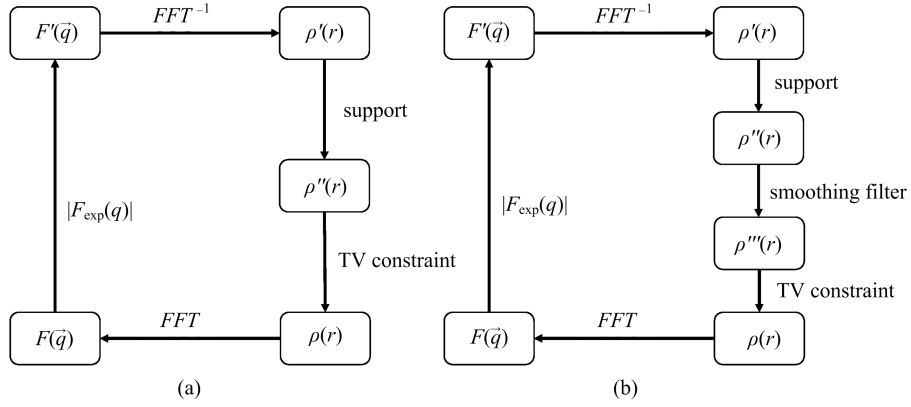 F′(q⃗)
FFT⁻¹
ρ′(r)
support
ρ″(r)
|F_exp(q)|
TV constraint
F(q⃗)
FFT
ρ(r)
(a)
F′(q⃗)
FFT⁻¹
ρ′(r)
support
ρ″(r)
smoothing filter
|F_exp(q)|
ρ‴(r)
TV constraint
F(q⃗)
FFT
ρ(r)
(b)